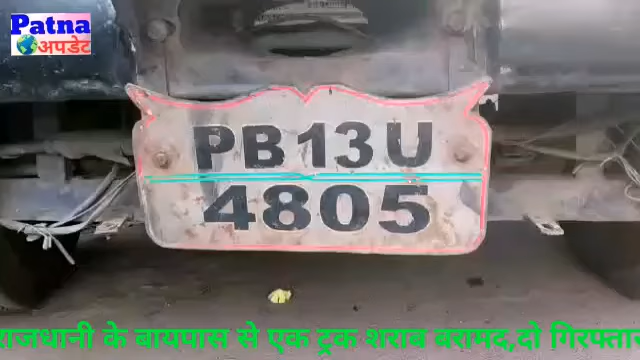 Patna
अपडेट
PB13U
4805
राजधानी के बायपास से एक ट्रक शराब बरामद,दो गिरफ्तार